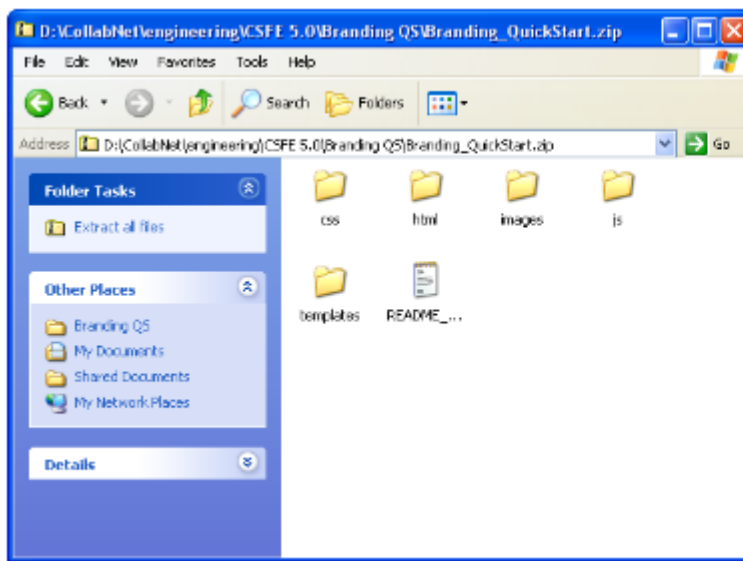 D:\CollabNet\engineering\CSFE 5.0\Branding QS\Branding_QuickStart.zip
File Edit View Favorites Tools Help
Back Search Folders
Address D:\CollabNet\engineering\CSFE 5.0\Branding QS\Branding_QuickStart.zip Go
Folder Tasks
Extract all files
Other Places
Branding QS
My Documents
Shared Documents
My Network Places
Details
css html images js
templates README_...